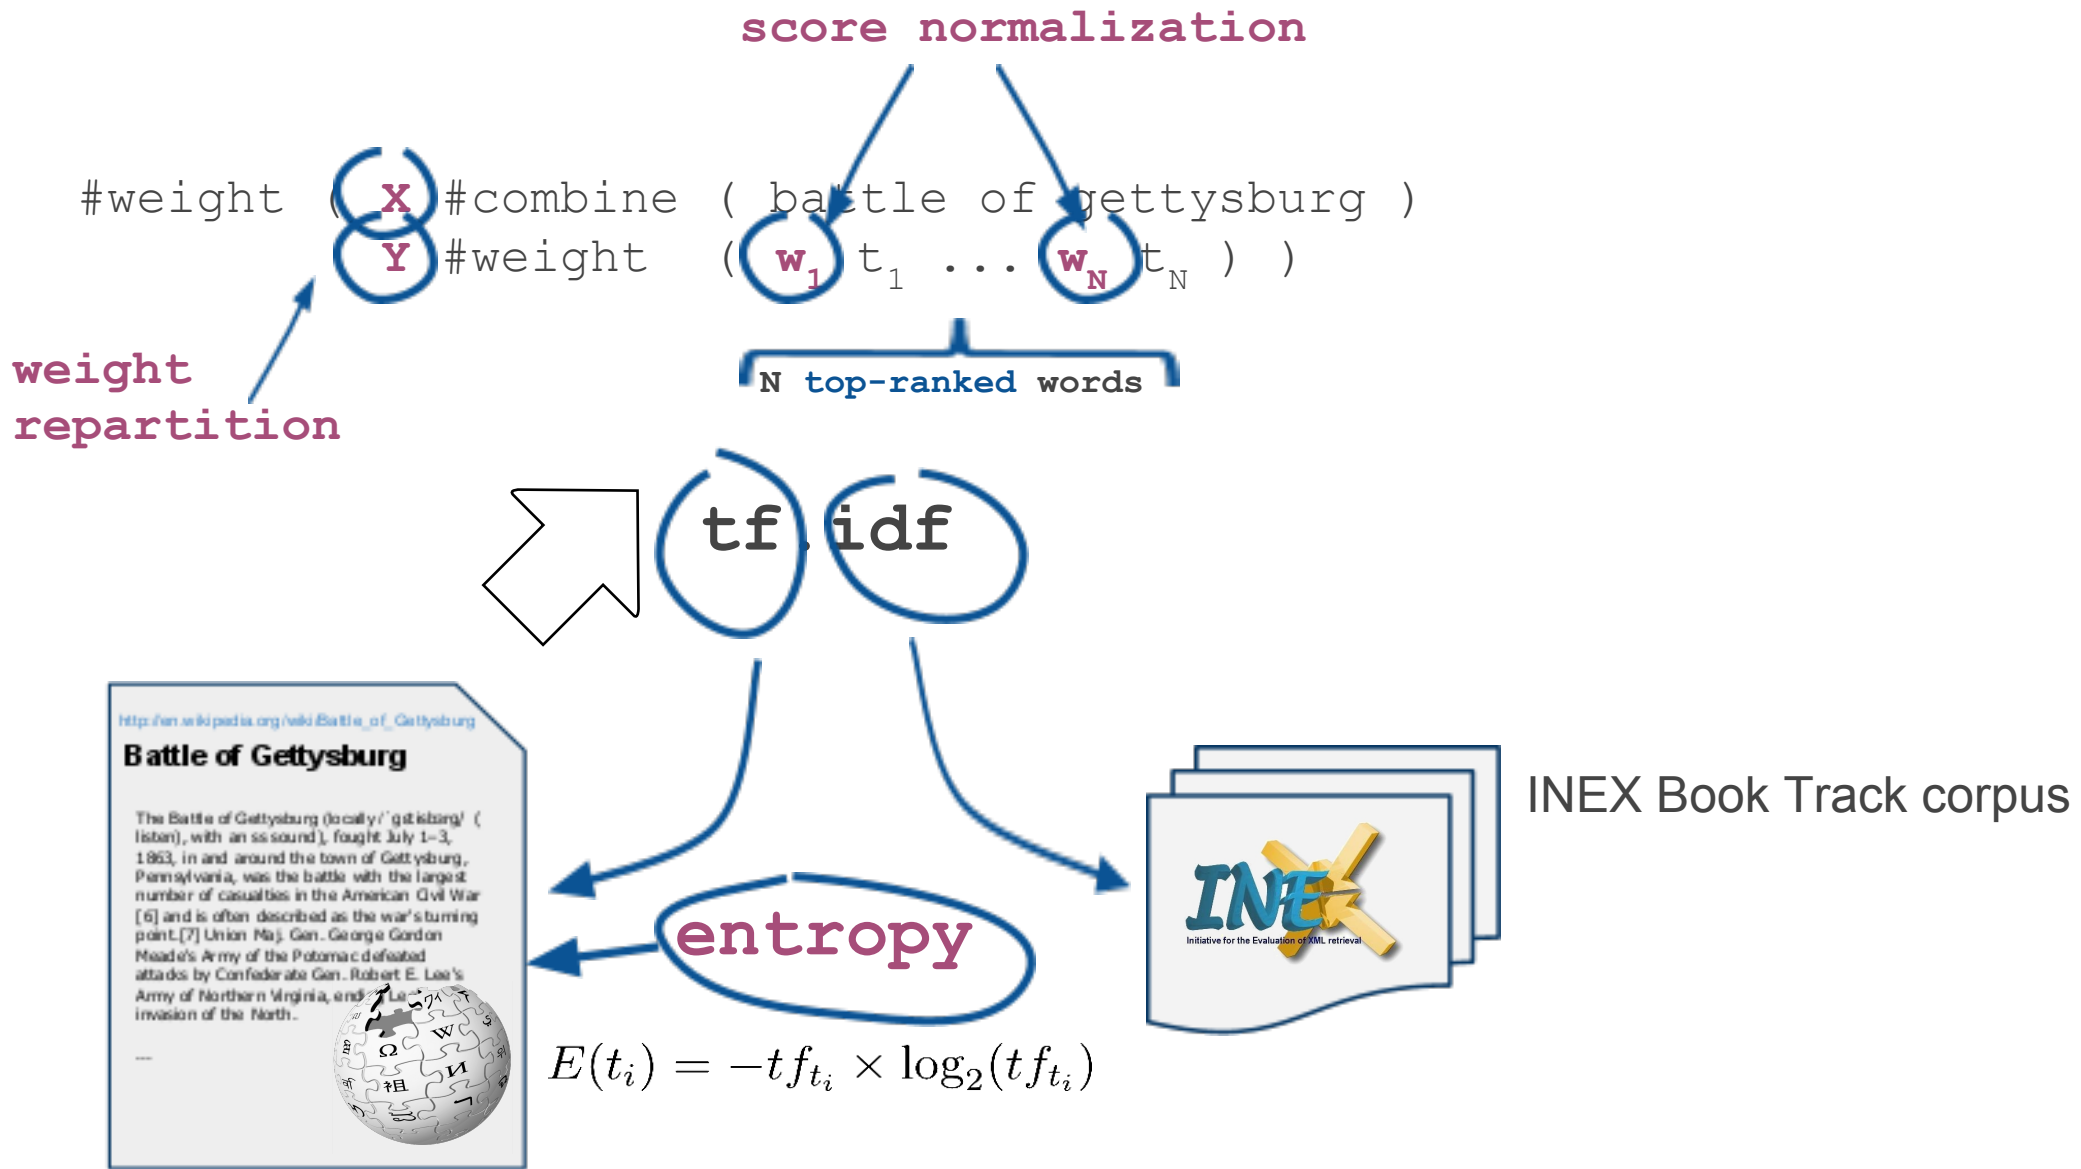 score normalization
#weight ( X #combine ( battle of gettysburg )
Y #weight ( w1 t1 ... wN tN ) )
weight
repartition
N top-ranked words
tf.idf
http://en.wikipedia.org/wiki/Battle_of_Gettysburg
Battle of Gettysburg
The Battle of Gettysburg (locally (
listen), with an ss sound), fought July 1–3,
1863, in and around the town of Gettysburg,
Pennsylvania, was the battle with the largest
number of casualties in the American Civil War
[6] and is often described as the war's turning
point.[7] Union Maj. Gen. George Gordon
Meade's Army of the Potomac defeated
attacks by Confederate Gen. Robert E. Lee's
Army of Northern Virginia, ending Le
invasion of the North.
---
entropy
E(ti) = −tfti × log2(tfti)
INEX
Initiative for the Evaluation of XML retrieval
INEX Book Track corpus
Ω
W
祖
И